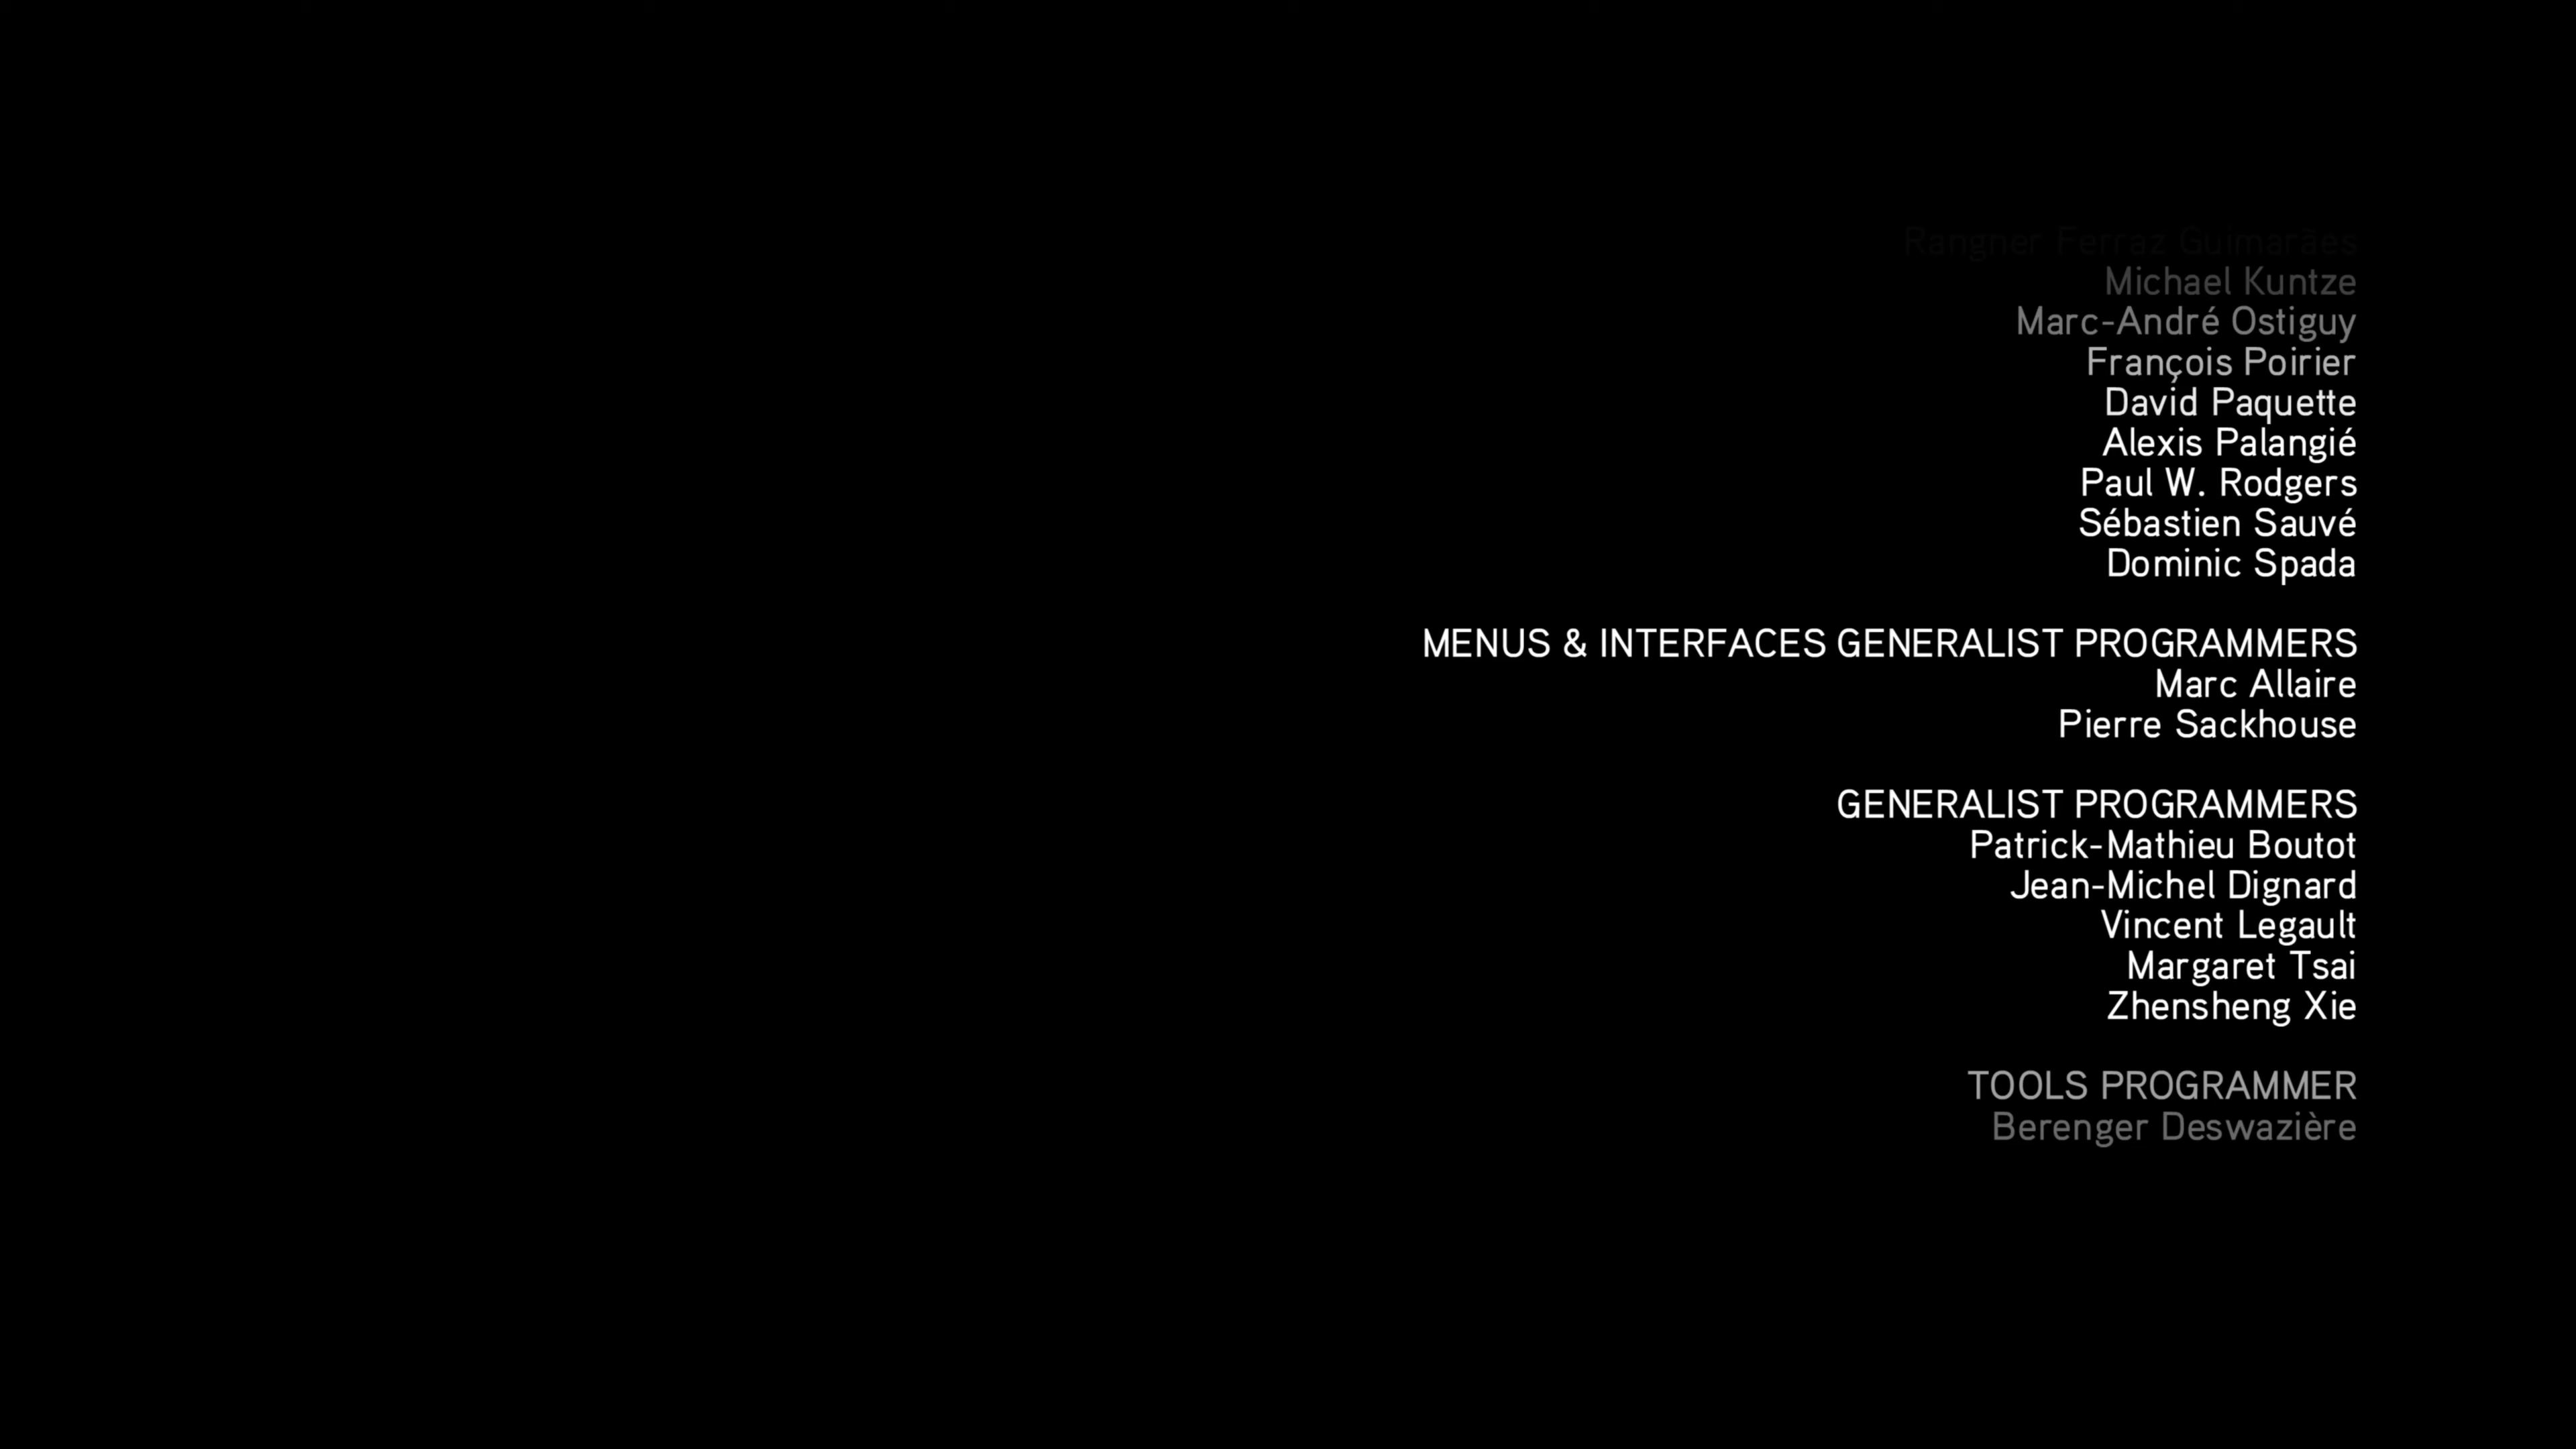 Rangner Ferraz Guimarães
Michael Kuntze
Marc-André Ostiguy
François Poirier
David Paquette
Alexis Palangié
Paul W. Rodgers
Sébastien Sauvé
Dominic Spada
MENUS & INTERFACES GENERALIST PROGRAMMERS
Marc Allaire
Pierre Sackhouse
GENERALIST PROGRAMMERS
Patrick-Mathieu Boutot
Jean-Michel Dignard
Vincent Legault
Margaret Tsai
Zhensheng Xie
TOOLS PROGRAMMER
Berenger Deswazière